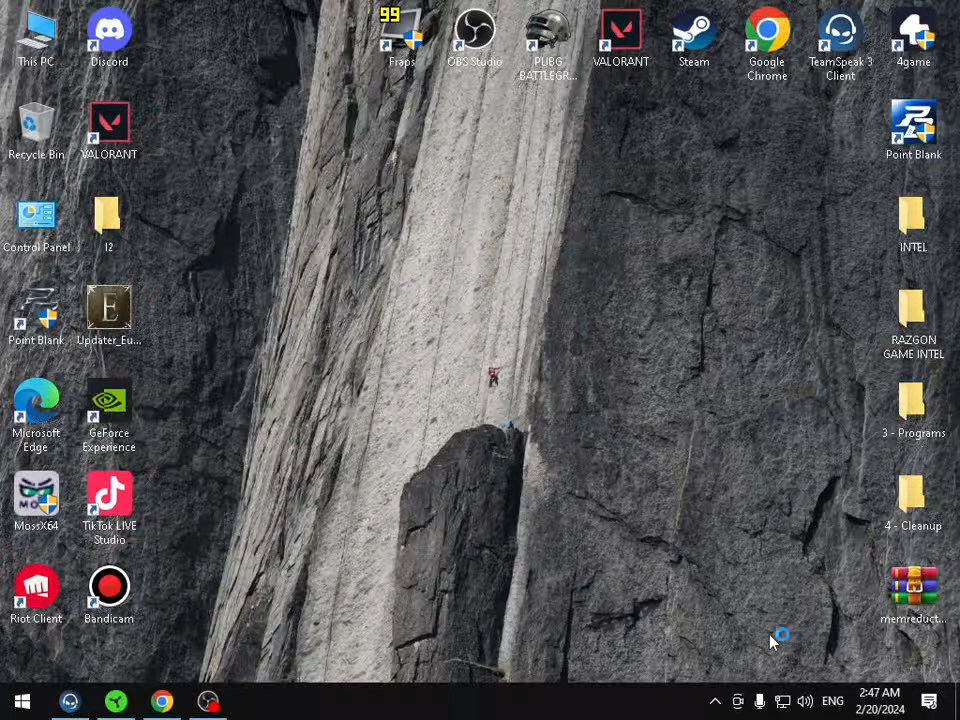 This PC
Discord
99
Fraps
OBS Studio
PUBG
BATTLEGR...
VALORANT
Steam
Google
Chrome
TeamSpeak 3
Client
4game
Recycle Bin
VALORANT
Point Blank
Control Panel
I2
INTEL
E
Point Blank
Updater_Eu...
RAZGON
GAME INTEL
Microsoft
Edge
GeForce
Experience
3 - Programs
MO
MossX64
TikTok LIVE
Studio
4 - Cleanup
Riot Client
Bandicam
memreduct...
ENG
2:47 AM
2/20/2024